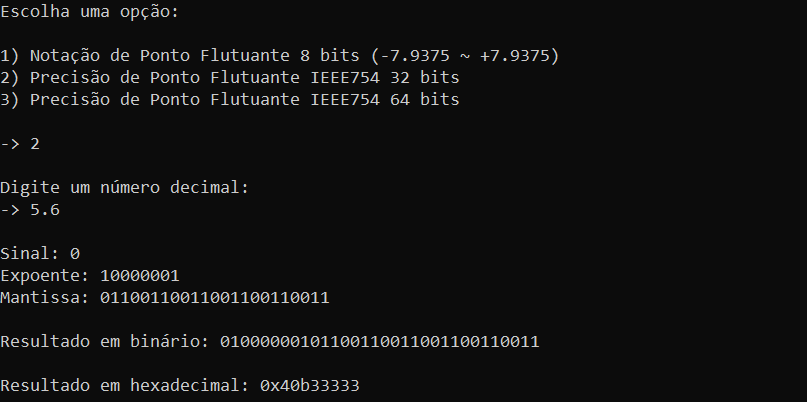 Escolha uma opção:
1) Notação de Ponto Flutuante 8 bits (-7.9375 ~ +7.9375)
2) Precisão de Ponto Flutuante IEEE754 32 bits
3) Precisão de Ponto Flutuante IEEE754 64 bits
-> 2
Digite um número decimal:
-> 5.6
Sinal: 0
Expoente: 10000001
Mantissa: 01100110011001100110011
Resultado em binário: 01000000101100110011001100110011
Resultado em hexadecimal: 0x40b33333